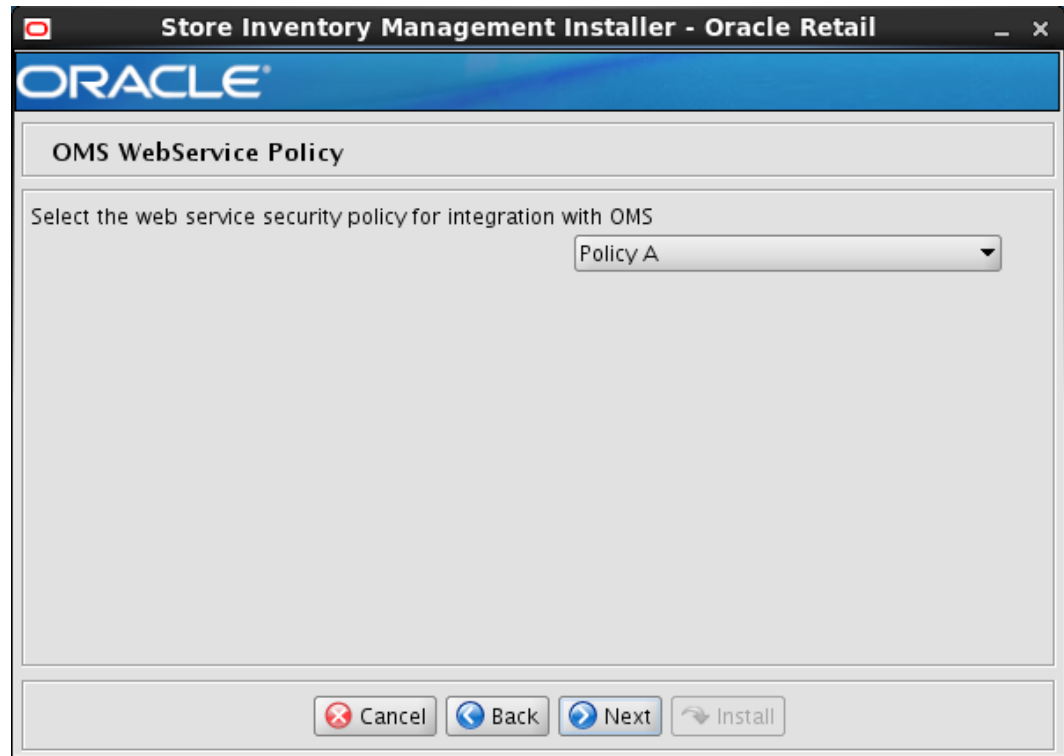 Store Inventory Management Installer - Oracle Retail
ORACLE®
OMS WebService Policy
Select the web service security policy for integration with OMS
Policy A
Cancel Back Next Install